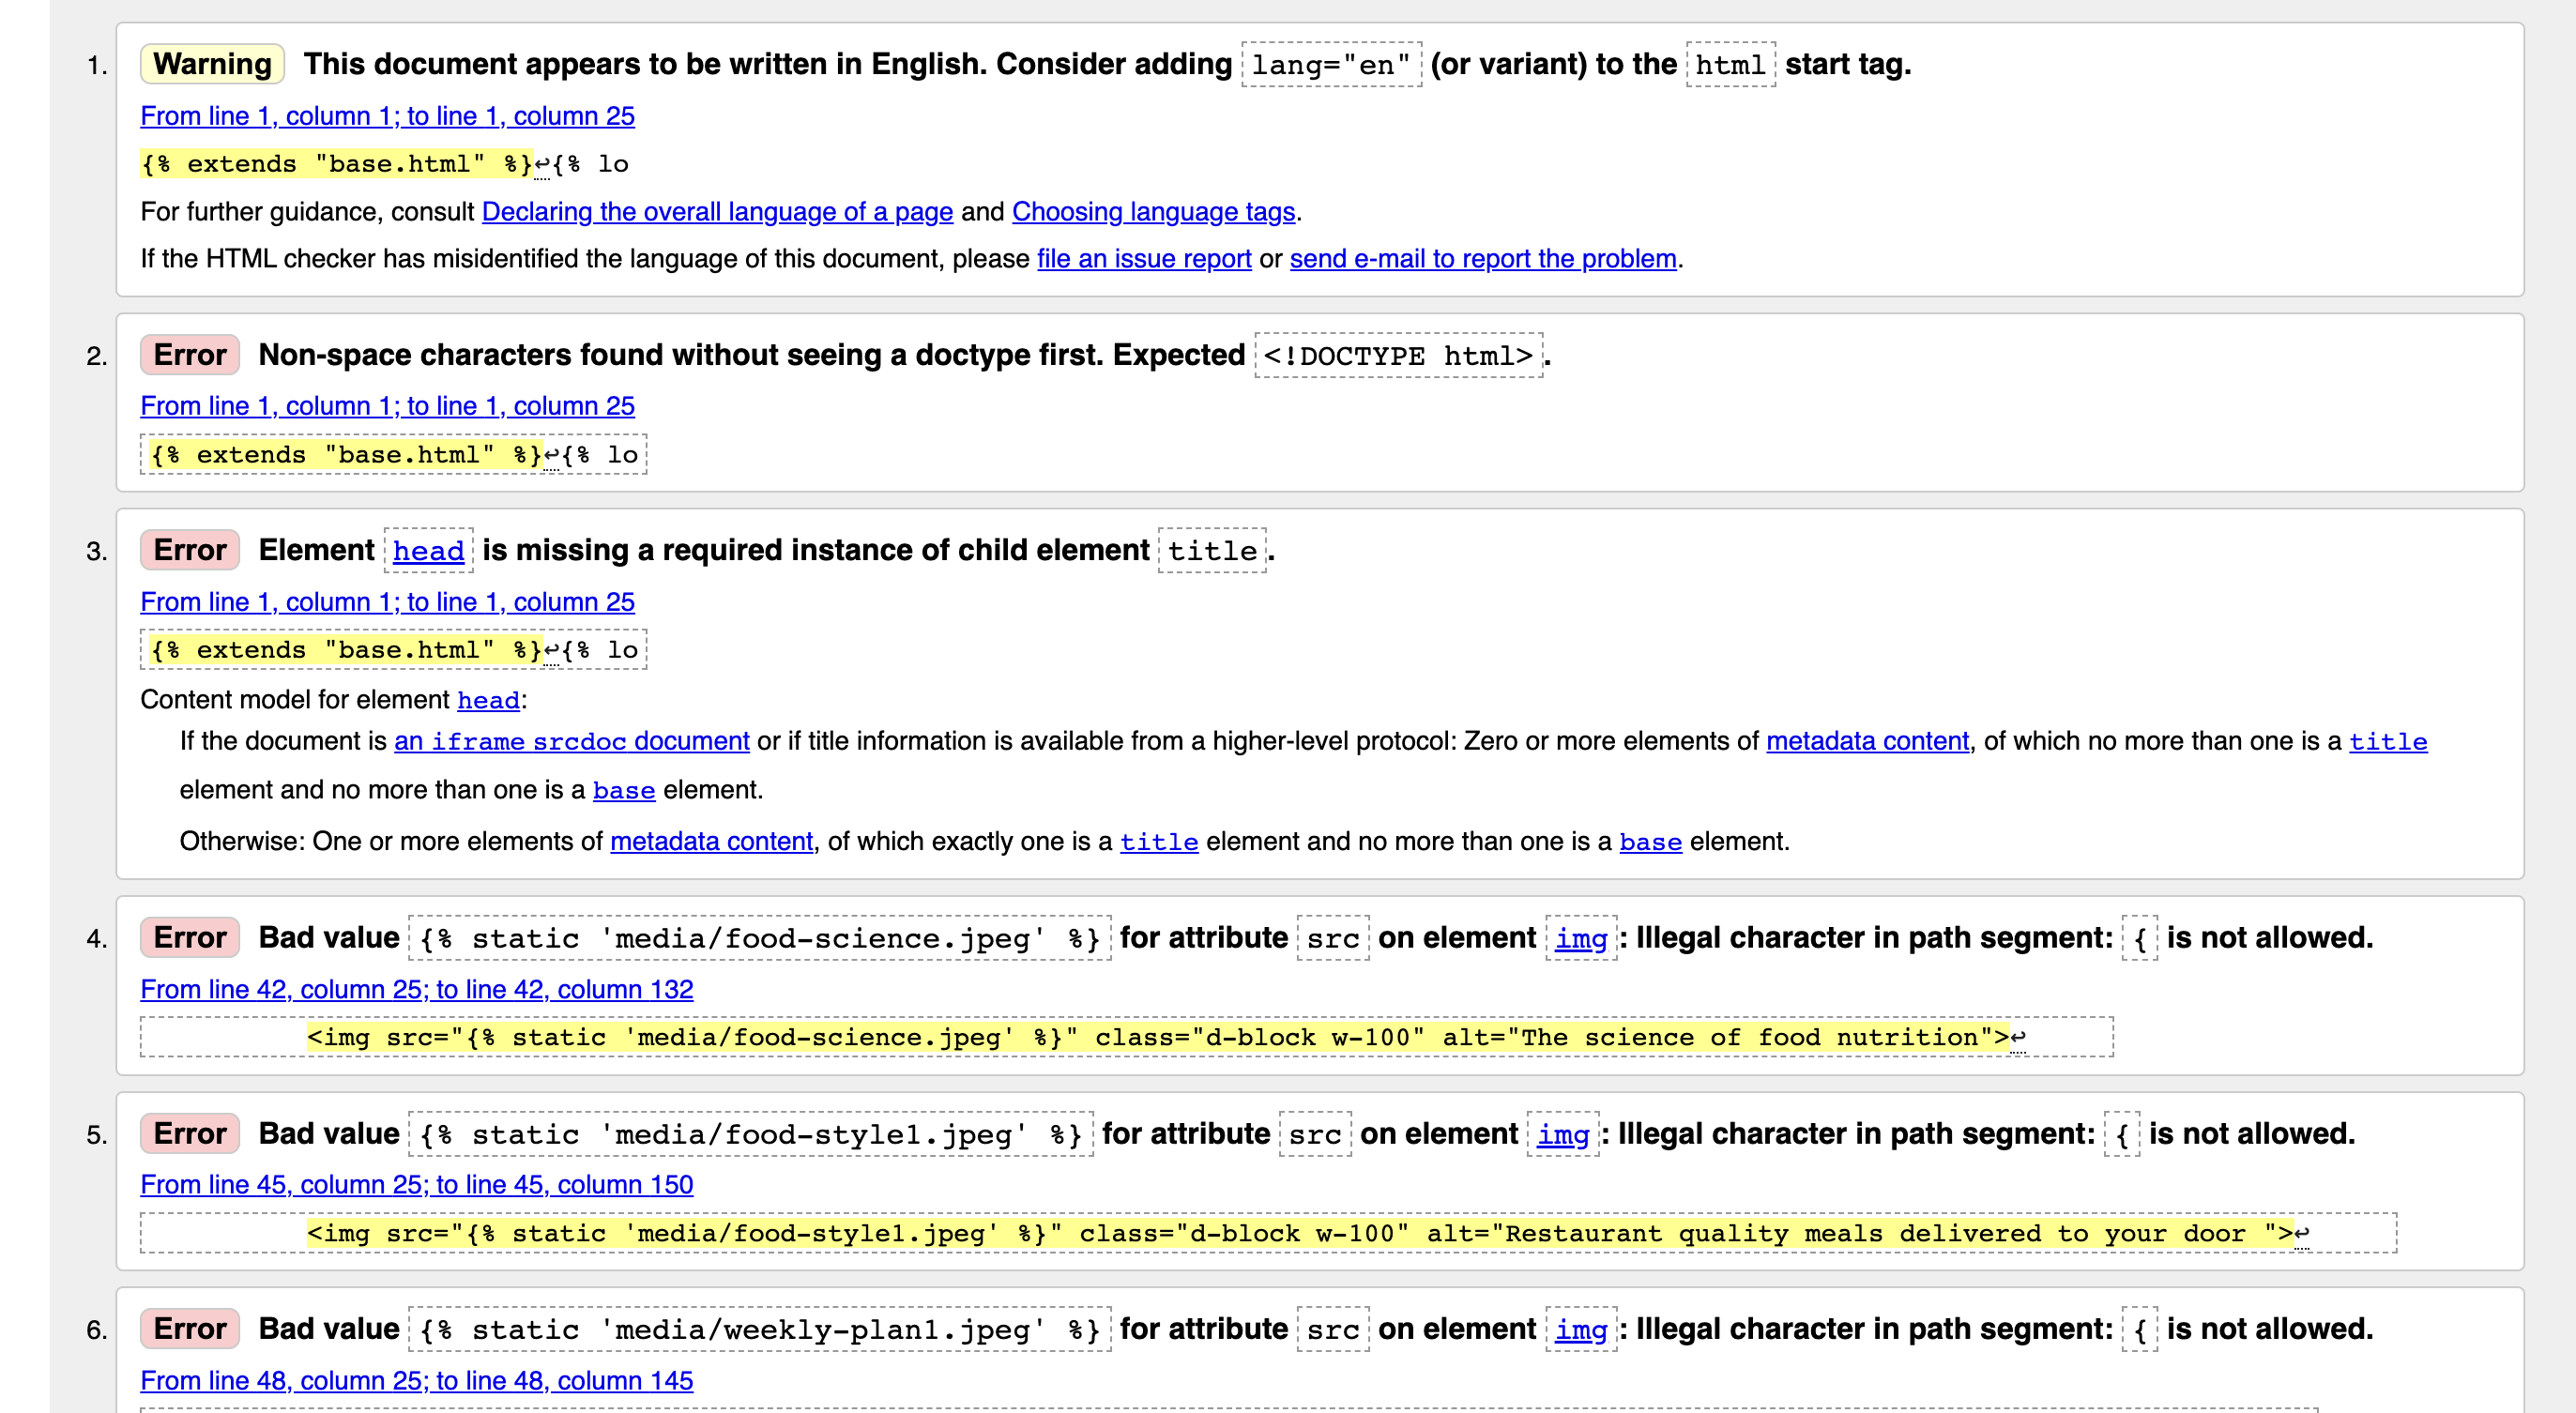 1. Warning This document appears to be written in English. Consider adding lang="en" (or variant) to the html start tag.
From line 1, column 1; to line 1, column 25
{% extends "base.html" %}↩{% lo
For further guidance, consult Declaring the overall language of a page and Choosing language tags.
If the HTML checker has misidentified the language of this document, please file an issue report or send e-mail to report the problem.
2. Error Non-space characters found without seeing a doctype first. Expected <!DOCTYPE html>.
From line 1, column 1; to line 1, column 25
{% extends "base.html" %}↩{% lo
3. Error Element head is missing a required instance of child element title.
From line 1, column 1; to line 1, column 25
{% extends "base.html" %}↩{% lo
Content model for element head:
If the document is an iframe srcdoc document or if title information is available from a higher-level protocol: Zero or more elements of metadata content, of which no more than one is a title
element and no more than one is a base element.
Otherwise: One or more elements of metadata content, of which exactly one is a title element and no more than one is a base element.
4. Error Bad value {% static 'media/food-science.jpeg' %} for attribute src on element img: Illegal character in path segment: { is not allowed.
From line 42, column 25; to line 42, column 132
<img src="{% static 'media/food-science.jpeg' %}" class="d-block w-100" alt="The science of food nutrition">↩
5. Error Bad value {% static 'media/food-style1.jpeg' %} for attribute src on element img: Illegal character in path segment: { is not allowed.
From line 45, column 25; to line 45, column 150
<img src="{% static 'media/food-style1.jpeg' %}" class="d-block w-100" alt="Restaurant quality meals delivered to your door ">↩
6. Error Bad value {% static 'media/weekly-plan1.jpeg' %} for attribute src on element img: Illegal character in path segment: { is not allowed.
From line 48, column 25; to line 48, column 145